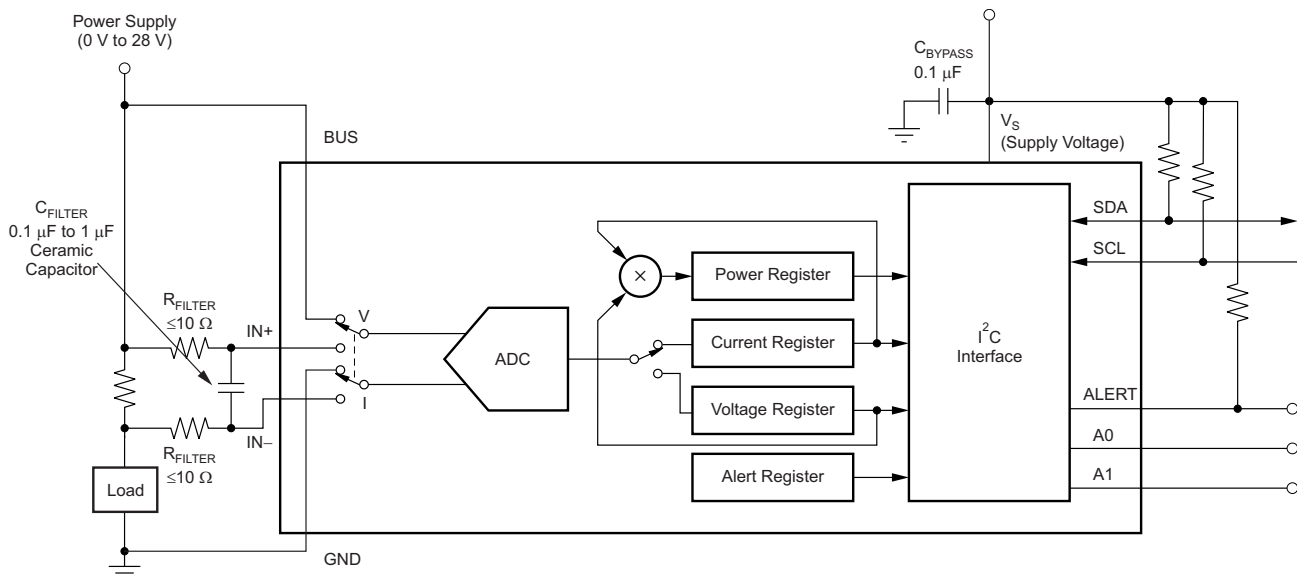 Power Supply
(0 V to 28 V)
C_BYPASS
0.1 µF
V_S
(Supply Voltage)
BUS
C_FILTER
0.1 µF to 1 µF
Ceramic
Capacitor
R_FILTER
≤10 Ω
IN+
V
ADC
×
Power Register
Current Register
Voltage Register
Alert Register
I²C
Interface
SDA
SCL
ALERT
A0
A1
I
IN–
R_FILTER
≤10 Ω
Load
GND